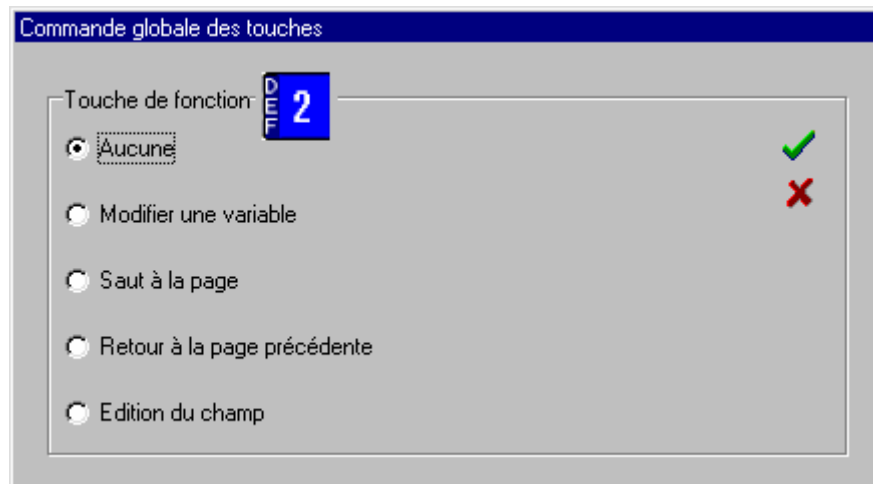 Commande globale des touches
Touche de fonction
DEF 2
Aucune
Modifier une variable
Saut à la page
Retour à la page précédente
Edition du champ